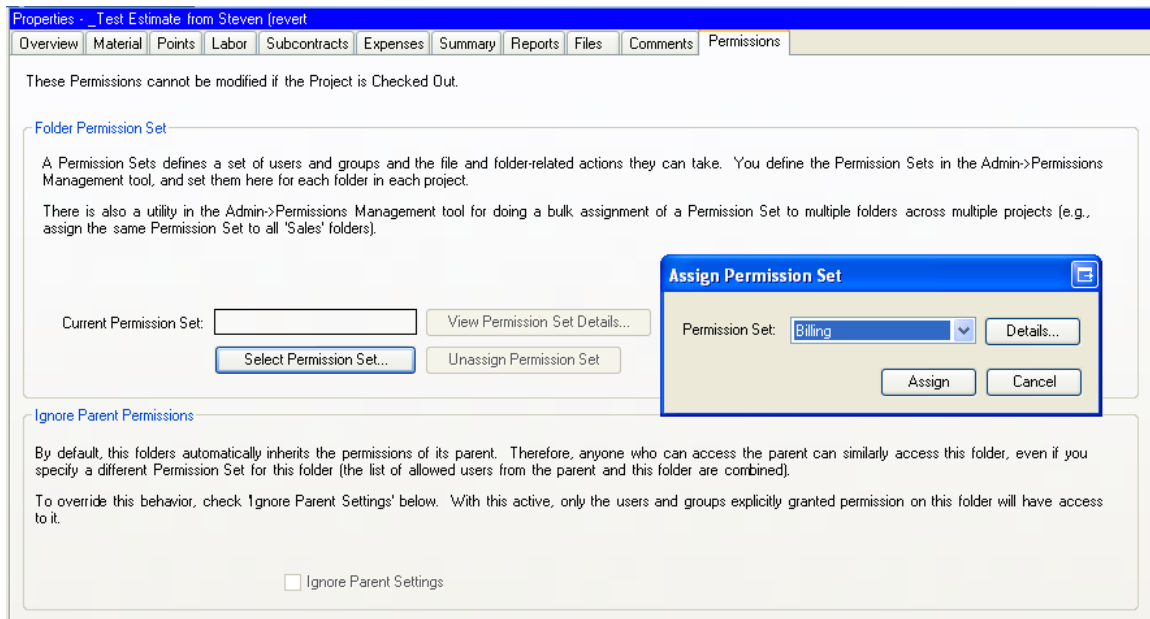 Properties - _Test Estimate from Steven (revert
Overview Material Points Labor Subcontracts Expenses Summary Reports Files Comments Permissions
These Permissions cannot be modified if the Project is Checked Out.
Folder Permission Set
A Permission Sets defines a set of users and groups and the file and folder-related actions they can take. You define the Permission Sets in the Admin->Permissions
Management tool, and set them here for each folder in each project.
There is also a utility in the Admin->Permissions Management tool for doing a bulk assignment of a Permission Set to multiple folders across multiple projects (e.g.,
assign the same Permission Set to all 'Sales' folders).
Assign Permission Set
Permission Set: Billing Details...
Assign Cancel
Current Permission Set: View Permission Set Details...
Select Permission Set... Unassign Permission Set
Ignore Parent Permissions
By default, this folders automatically inherits the permissions of its parent. Therefore, anyone who can access the parent can similarly access this folder, even if you
specify a different Permission Set for this folder (the list of allowed users from the parent and this folder are combined).
To override this behavior, check 'Ignore Parent Settings' below. With this active, only the users and groups explicitly granted permission on this folder will have access
to it.
Ignore Parent Settings